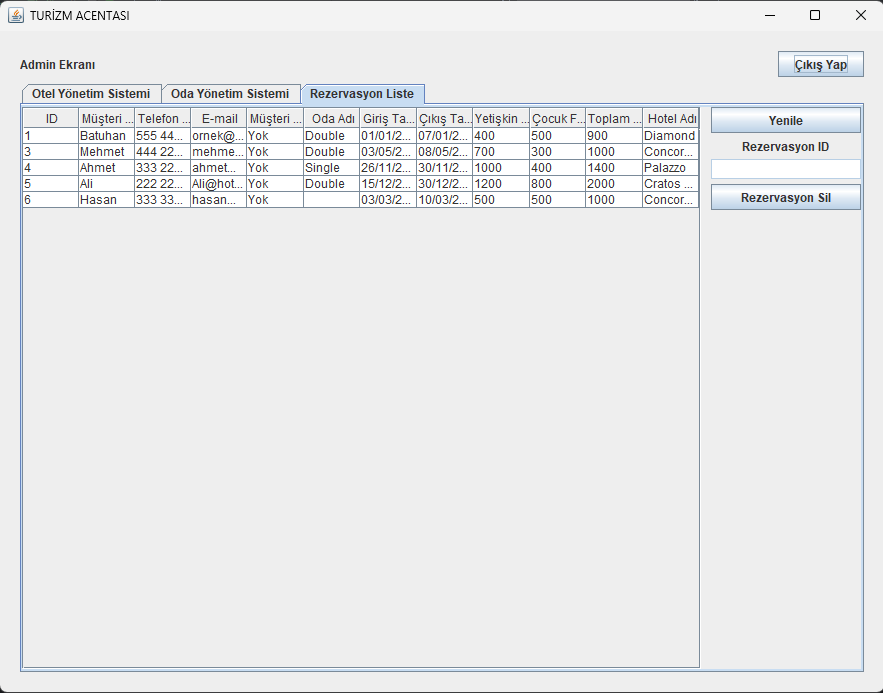 TURİZM ACENTASI
Admin Ekranı
Çıkış Yap
Otel Yönetim Sistemi Oda Yönetim Sistemi Rezervasyon Liste
ID Müşteri ... Telefon ... E-mail Müşteri ... Oda Adı Giriş Ta... Çıkış Ta... Yetişkin ... Çocuk F... Toplam ... Hotel Adı
1 Batuhan 555 44... ornek@... Yok Double 01/01/2... 07/01/2... 400 500 900 Diamond
3 Mehmet 444 22... mehme... Yok Double 03/05/2... 08/05/2... 700 300 1000 Concor...
4 Ahmet 333 22... ahmet... Yok Single 26/11/2... 30/11/2... 1000 400 1400 Palazzo
5 Ali 222 22... Ali@hot... Yok Double 15/12/2... 30/12/2... 1200 800 2000 Cratos ...
6 Hasan 333 33... hasan... Yok 03/03/2... 10/03/2... 500 500 1000 Concor...
Yenile
Rezervasyon ID
Rezervasyon Sil